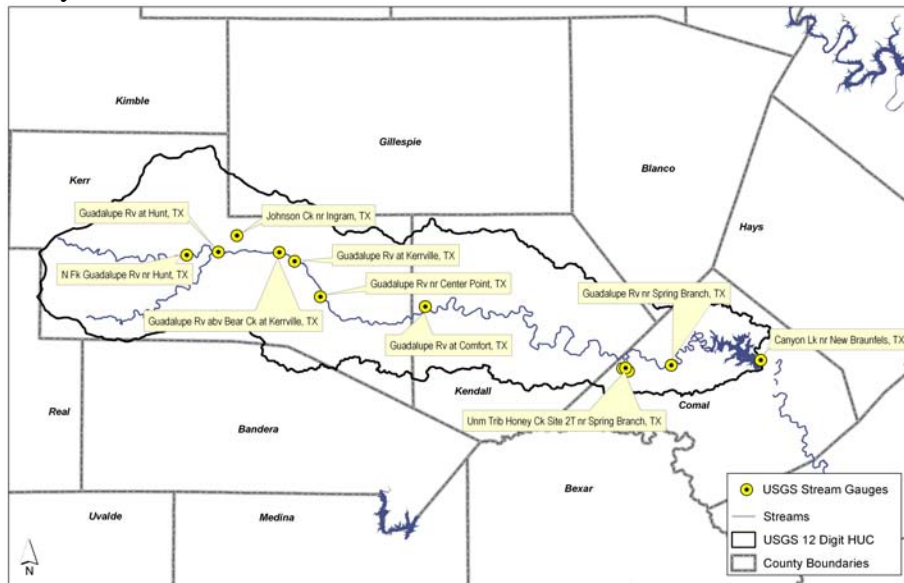 Kimble
Gillespie
Blanco
Kerr
Hays
Guadalupe Rv at Hunt, TX
Johnson Ck nr Ingram, TX
N Fk Guadalupe Rv nr Hunt, TX
Guadalupe Rv at Kerrville, TX
Guadalupe Rv nr Center Point, TX
Guadalupe Rv nr Spring Branch, TX
Guadalupe Rv abv Bear Ck at Kerrville, TX
Guadalupe Rv at Comfort, TX
Canyon Lk nr New Braunfels, TX
Kendall
Comal
Real
Bandera
Unm Trib Honey Ck Site 2T nr Spring Branch, TX
Bexar
Uvalde
Medina
USGS Stream Gauges
Streams
USGS 12 Digit HUC
County Boundaries
N